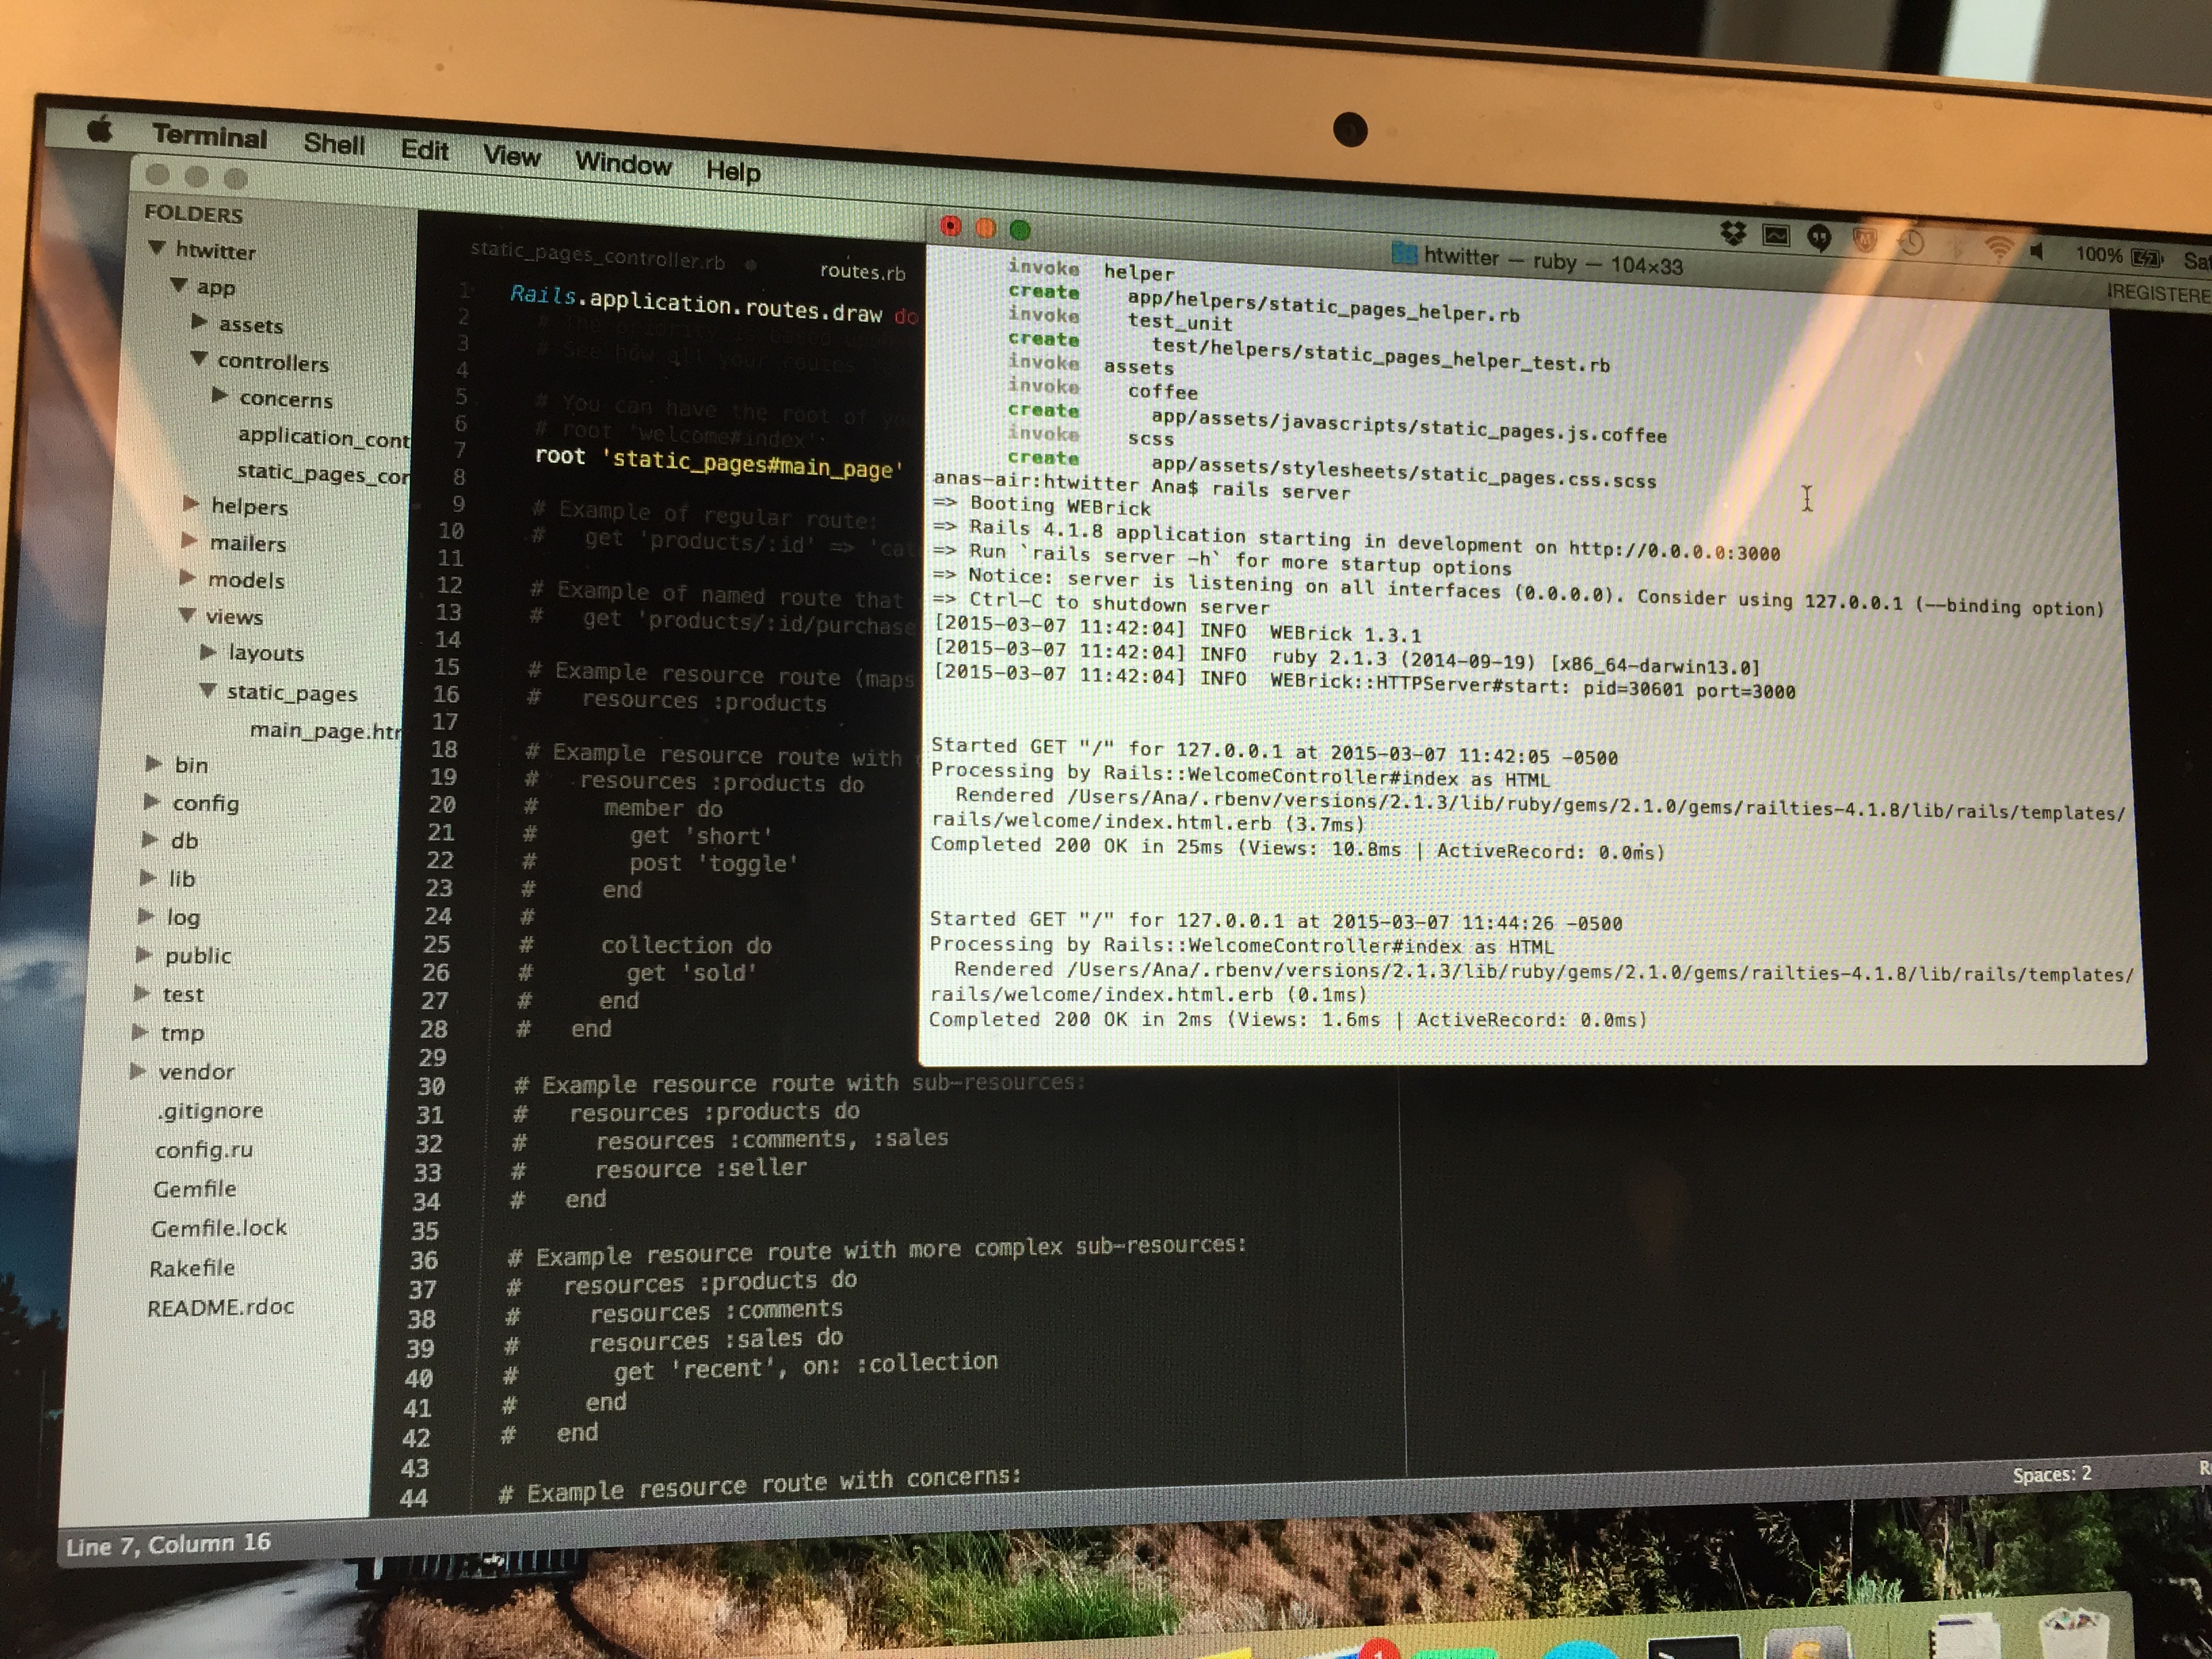 Terminal Shell Edit View Window Help
100% Sat
FOLDERS
htwitter
app
assets
controllers
concerns
application_cont
static_pages_cor
helpers
mailers
models
views
layouts
static_pages
main_page.htr
bin
config
db
lib
log
public
test
tmp
vendor
.gitignore
config.ru
Gemfile
Gemfile.lock
Rakefile
README.rdoc
Line 7, Column 16
static_pages_controller.rb routes.rb
1 Rails.application.routes.draw do
2 # The priority is based
3 # See how all your routes
4
5 # You can have the root of
6 # root 'welcome#index'
7 root 'static_pages#main_page'
8
9 # Example of regular route:
10 # get 'products/:id' => 'cat
11
12 # Example of named route that
13 # get 'products/:id/purchase
14
15 # Example resource route (maps
16 # resources :products
17
18 # Example resource route with
19 # resources :products do
20 # member do
21 # get 'short'
22 # post 'toggle'
23 # end
24 #
25 # collection do
26 # get 'sold'
27 # end
28 # end
29
30 # Example resource route with sub-resources:
31 # resources :products do
32 # resources :comments, :sales
33 # resource :seller
34 # end
35
36 # Example resource route with more complex sub-resources:
37 # resources :products do
38 # resources :comments
39 # resources :sales do
40 # get 'recent', on: :collection
41 # end
42 # end
43
44 # Example resource route with concerns:
Spaces: 2
REGISTERE
htwitter — ruby — 104×33
invoke helper
create app/helpers/static_pages_helper.rb
invoke test_unit
create test/helpers/static_pages_helper_test.rb
invoke assets
invoke coffee
create app/assets/javascripts/static_pages.js.coffee
invoke scss
create app/assets/stylesheets/static_pages.css.scss
anas-air:htwitter Ana$ rails server
=> Booting WEBrick
=> Rails 4.1.8 application starting in development on http://0.0.0.0:3000
=> Run `rails server -h` for more startup options
=> Notice: server is listening on all interfaces (0.0.0.0). Consider using 127.0.0.1 (--binding option)
=> Ctrl-C to shutdown server
[2015-03-07 11:42:04] INFO WEBrick 1.3.1
[2015-03-07 11:42:04] INFO ruby 2.1.3 (2014-09-19) [x86_64-darwin13.0]
[2015-03-07 11:42:04] INFO WEBrick::HTTPServer#start: pid=30601 port=3000
Started GET "/" for 127.0.0.1 at 2015-03-07 11:42:05 -0500
Processing by Rails::WelcomeController#index as HTML
Rendered /Users/Ana/.rbenv/versions/2.1.3/lib/ruby/gems/2.1.0/gems/railties-4.1.8/lib/rails/templates/
rails/welcome/index.html.erb (3.7ms)
Completed 200 OK in 25ms (Views: 10.8ms | ActiveRecord: 0.0ms)
Started GET "/" for 127.0.0.1 at 2015-03-07 11:44:26 -0500
Processing by Rails::WelcomeController#index as HTML
Rendered /Users/Ana/.rbenv/versions/2.1.3/lib/ruby/gems/2.1.0/gems/railties-4.1.8/lib/rails/templates/
rails/welcome/index.html.erb (0.1ms)
Completed 200 OK in 2ms (Views: 1.6ms | ActiveRecord: 0.0ms)